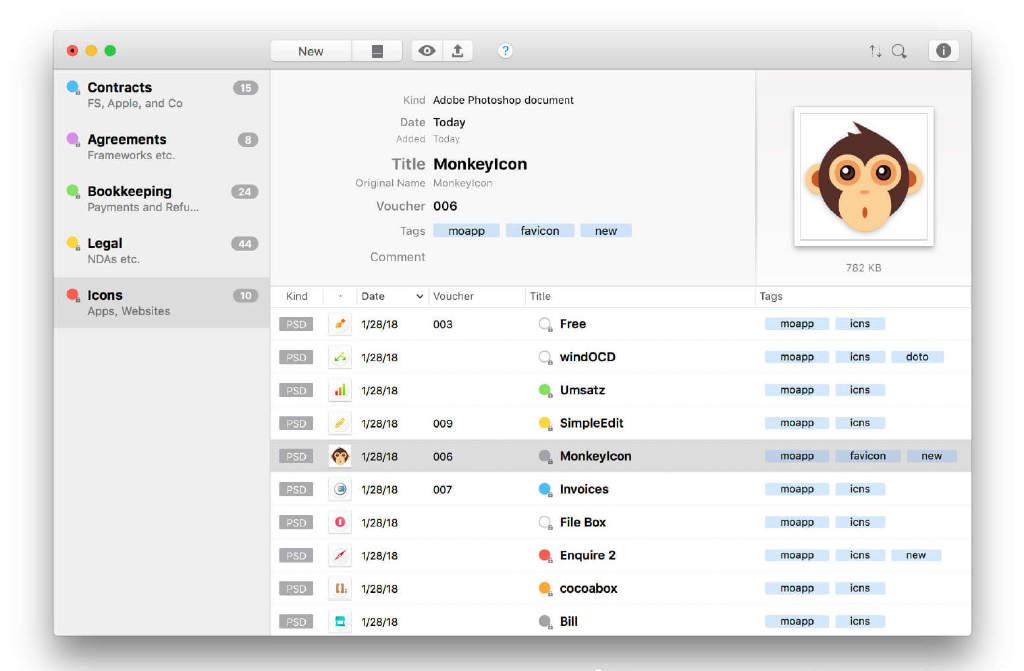 New
?
Contracts 15
FS, Apple, and Co
Agreements 8
Frameworks etc.
Bookkeeping 24
Payments and Refu...
Legal 44
NDAs etc.
Icons 10
Apps, Websites
Kind Adobe Photoshop document
Date Today
Added Today
Title MonkeyIcon
Original Name MonkeyIcon
Voucher 006
Tags moapp favicon new
Comment
782 KB
Kind Date Voucher Title Tags
PSD 1/28/18 003 Free moapp icns
PSD 1/28/18 windOCD moapp icns doto
PSD 1/28/18 Umsatz moapp icns
PSD 1/28/18 009 SimpleEdit moapp icns
PSD 1/28/18 006 MonkeyIcon moapp favicon new
PSD 1/28/18 007 Invoices moapp icns
PSD 1/28/18 File Box moapp icns
PSD 1/28/18 Enquire 2 moapp icns new
PSD 1/28/18 cocoabox moapp icns
PSD 1/28/18 Bill moapp icns